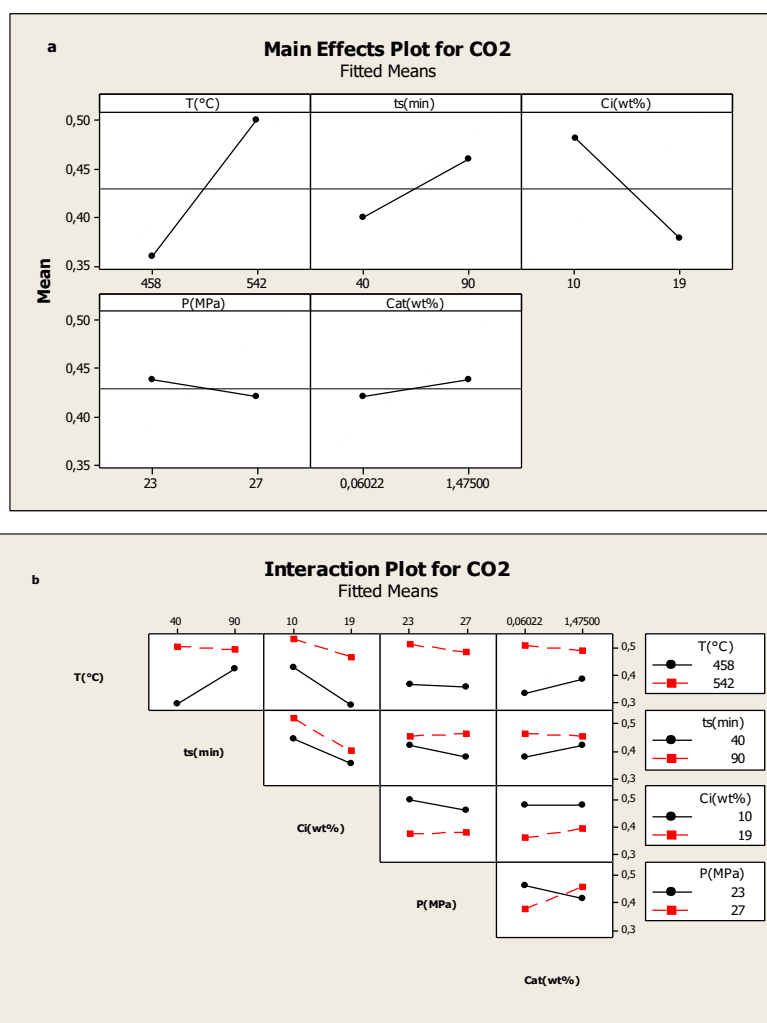 a
Main Effects Plot for CO2
Fitted Means
T(°C) ts(min) Ci(wt%)
0,50
0,45
0,40
0,35
458 542 40 90 10 19
Mean
P(MPa) Cat(wt%)
0,50
0,45
0,40
0,35
23 27 0,06022 1,47500
b
Interaction Plot for CO2
Fitted Means
40 90 10 19 23 27 0,06022 1,47500
T(°C)
0,5
0,4
0,3
T(°C)
458
542
ts(min)
0,5
0,4
0,3
ts(min)
40
90
Ci(wt%)
0,5
0,4
0,3
Ci(wt%)
10
19
P(MPa)
0,5
0,4
0,3
P(MPa)
23
27
Cat(wt%)